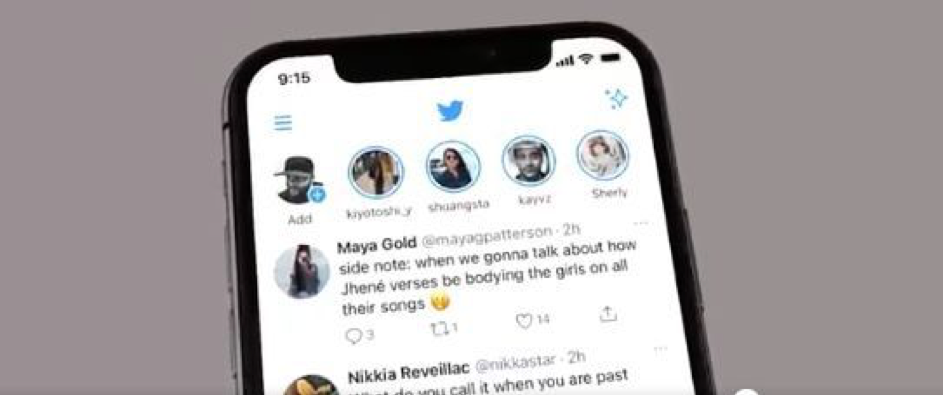 9:15
Add
kiyotoshi_y
shuangsta
kayvz
Sherly
Maya Gold @mayagpatterson · 2h
side note: when we gonna talk about how
Jhené verses be bodying the girls on all
their songs 🤭
3
1
14
Nikkia Reveillac @nikkastar · 2h
What do you call it when you are past